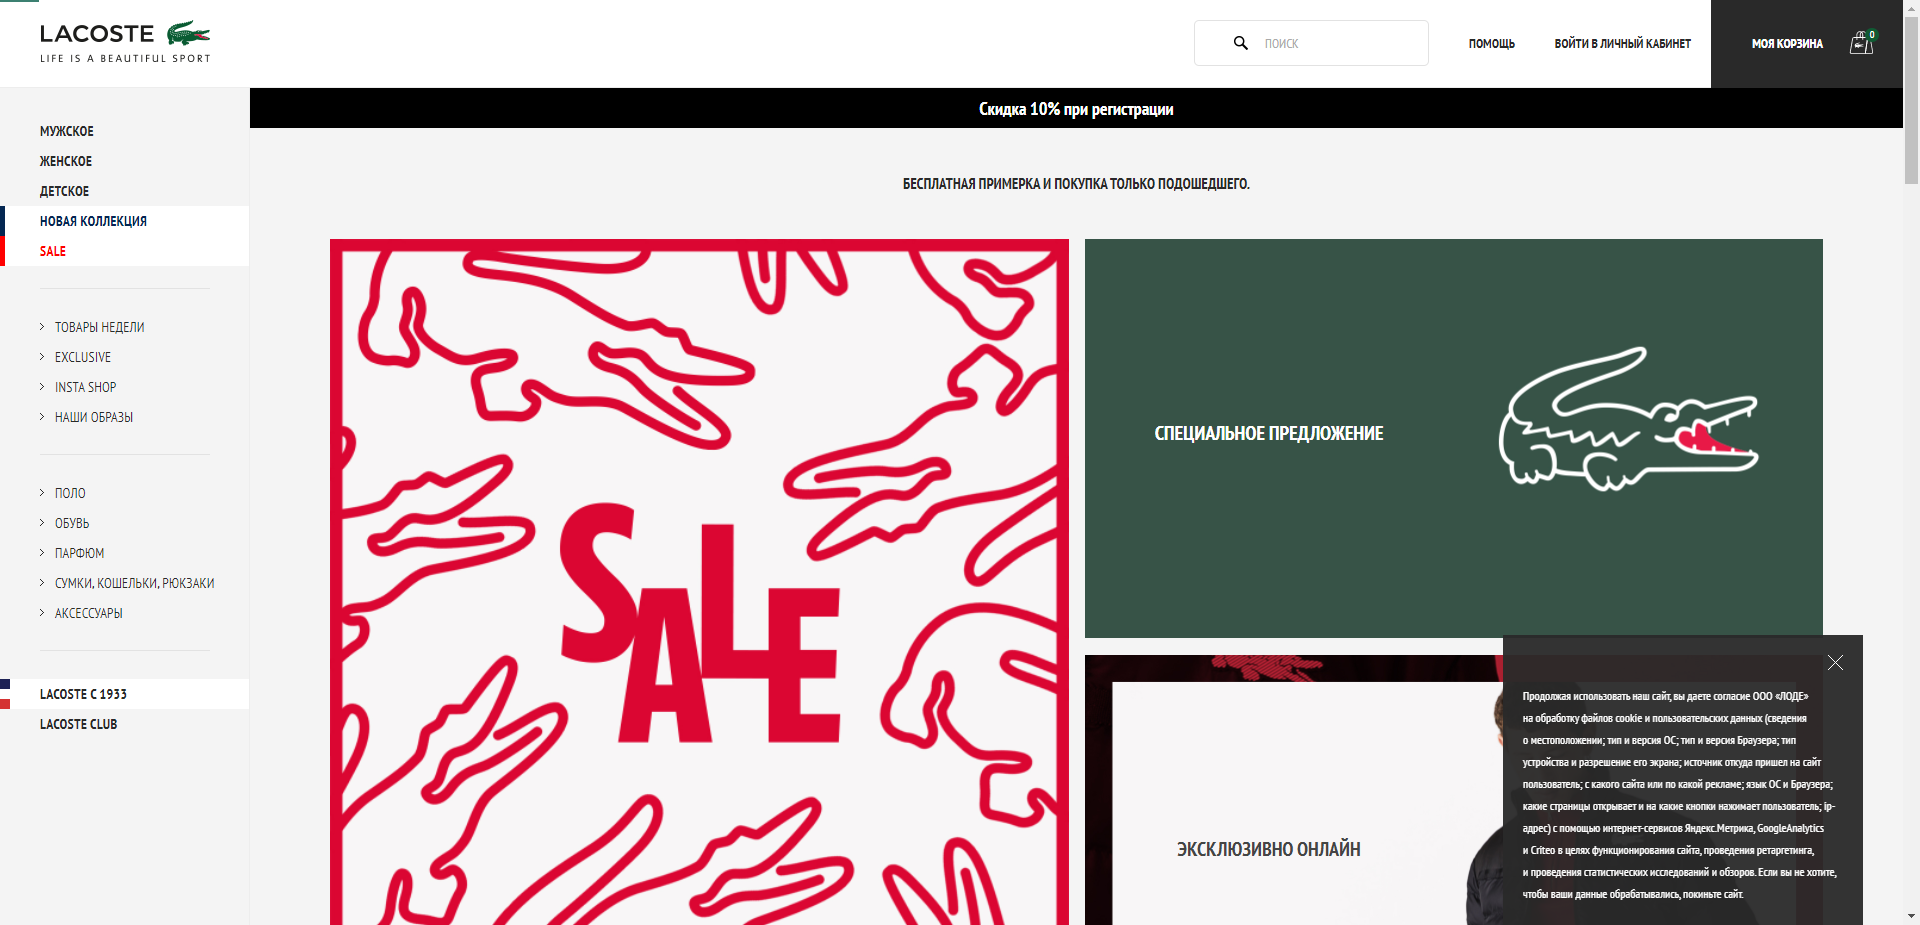 LACOSTE
LIFE IS A BEAUTIFUL SPORT
ПОИСК
ПОМОЩЬ
ВОЙТИ В ЛИЧНЫЙ КАБИНЕТ
МОЯ КОРЗИНА
0
МУЖСКОЕ
ЖЕНСКОЕ
ДЕТСКОЕ
НОВАЯ КОЛЛЕКЦИЯ
SALE
ТОВАРЫ НЕДЕЛИ
EXCLUSIVE
INSTA SHOP
НАШИ ОБРАЗЫ
ПОЛО
ОБУВЬ
ПАРФЮМ
СУМКИ, КОШЕЛЬКИ, РЮКЗАКИ
АКСЕССУАРЫ
LACOSTE С 1933
LACOSTE CLUB
Скидка 10% при регистрации
БЕСПЛАТНАЯ ПРИМЕРКА И ПОКУПКА ТОЛЬКО ПОДОШЕДШЕГО.
SALE
СПЕЦИАЛЬНОЕ ПРЕДЛОЖЕНИЕ
ЭКСКЛЮЗИВНО ОНЛАЙН
Продолжая использовать наш сайт, вы даете согласие ООО «ЛОДЕ»
на обработку файлов cookie и пользовательских данных (сведения
о местоположении; тип и версия ОС; тип и версия Браузера; тип
устройства и разрешение его экрана; источник откуда пришел на сайт
пользователь; с какого сайта или по какой рекламе; язык ОС и Браузера;
какие страницы открывает и на какие кнопки нажимает пользователь; ip-
адрес) с помощью интернет-сервисов Яндекс.Метрика, GoogleAnalytics
и Criteo в целях функционирования сайта, проведения ретаргетинга,
и проведения статистических исследований и обзоров. Если вы не хотите,
чтобы ваши данные обрабатывались, покиньте сайт.